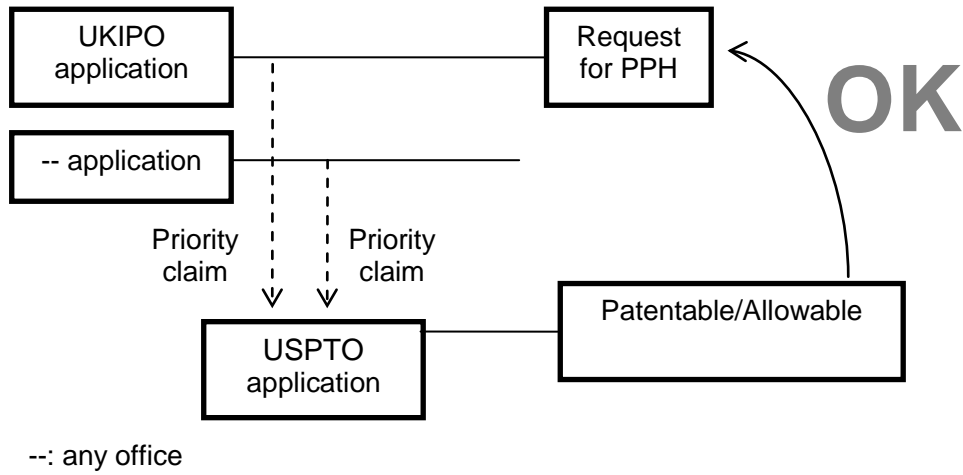 UKIPO
application
Request
for PPH
OK
-- application
Priority
claim
Priority
claim
Patentable/Allowable
USPTO
application
--: any office